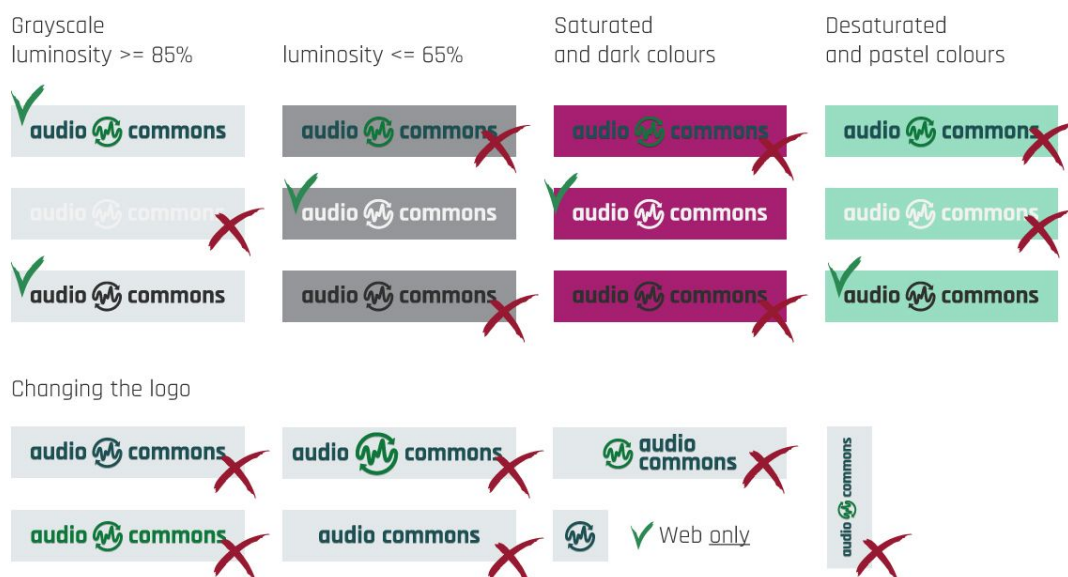 Grayscale
luminosity >= 85%
luminosity <= 65%
Saturated
and dark colours
Desaturated
and pastel colours
audio commons
audio commons
audio commons
audio commons
audio commons
audio commons
audio commons
audio commons
audio commons
audio commons
audio commons
audio commons
Changing the logo
audio commons
audio commons
audio
commons
audio commons
audio commons
audio commons
Web only